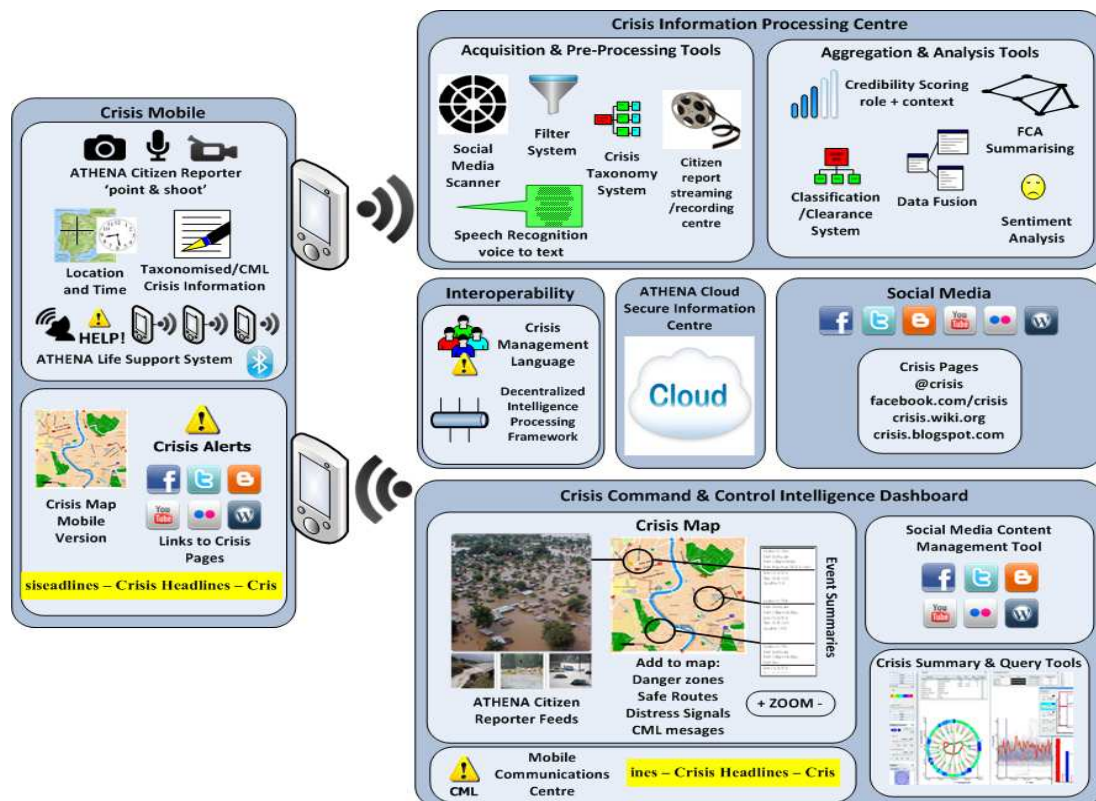 Crisis Mobile
ATHENA Citizen Reporter
‘point & shoot’
Location
and Time
Taxonomised/CML
Crisis Information
HELP!
ATHENA Life Support System
Crisis Map
Mobile
Version
Crisis Alerts
You
Tube
Links to Crisis
Pages
siseadlines – Crisis Headlines – Cris
Crisis Information Processing Centre
Acquisition & Pre-Processing Tools
Social
Media
Scanner
Filter
System
Crisis
Taxonomy
System
Citizen
report
streaming
/recording
centre
Speech Recognition
voice to text
Aggregation & Analysis Tools
Credibility Scoring
role + context
FCA
Summarising
Classification
/Clearance
System
Data Fusion
Sentiment
Analysis
Interoperability
Crisis
Management
Language
Decentralized
Intelligence
Processing
Framework
ATHENA Cloud
Secure Information
Centre
Cloud
Social Media
You
Tube
Crisis Pages
@crisis
facebook.com/crisis
crisis.wiki.org
crisis.blogspot.com
Crisis Command & Control Intelligence Dashboard
Crisis Map
ATHENA Citizen
Reporter Feeds
Add to map:
Danger zones
Safe Routes
Distress Signals
CML mesages
Event Summaries
+ ZOOM -
CML
Mobile
Communications
Centre
ines – Crisis Headlines – Cris
Social Media Content
Management Tool
You
Tube
Crisis Summary & Query Tools